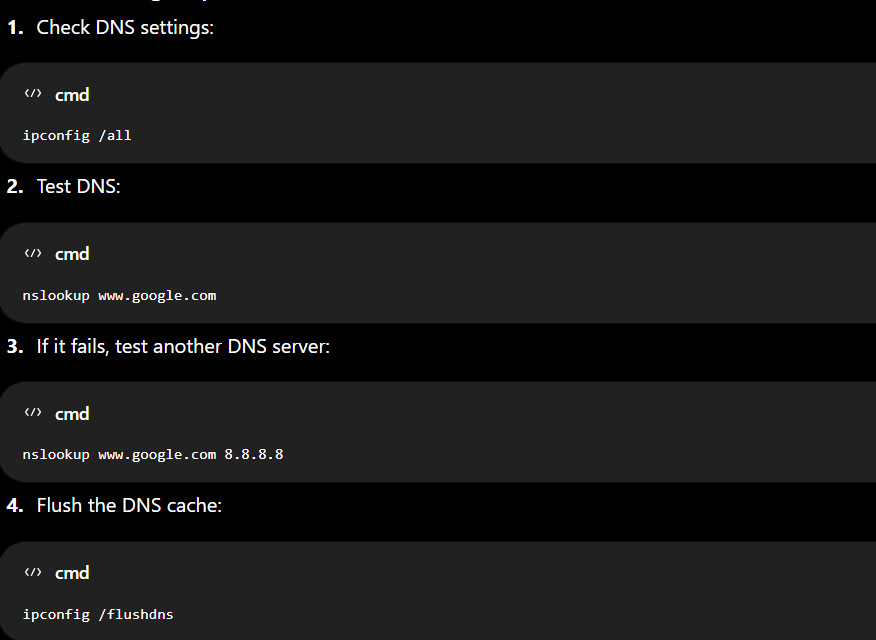 1. Check DNS settings:
</> cmd
ipconfig /all
2. Test DNS:
</> cmd
nslookup www.google.com
3. If it fails, test another DNS server:
</> cmd
nslookup www.google.com 8.8.8.8
4. Flush the DNS cache:
</> cmd
ipconfig /flushdns